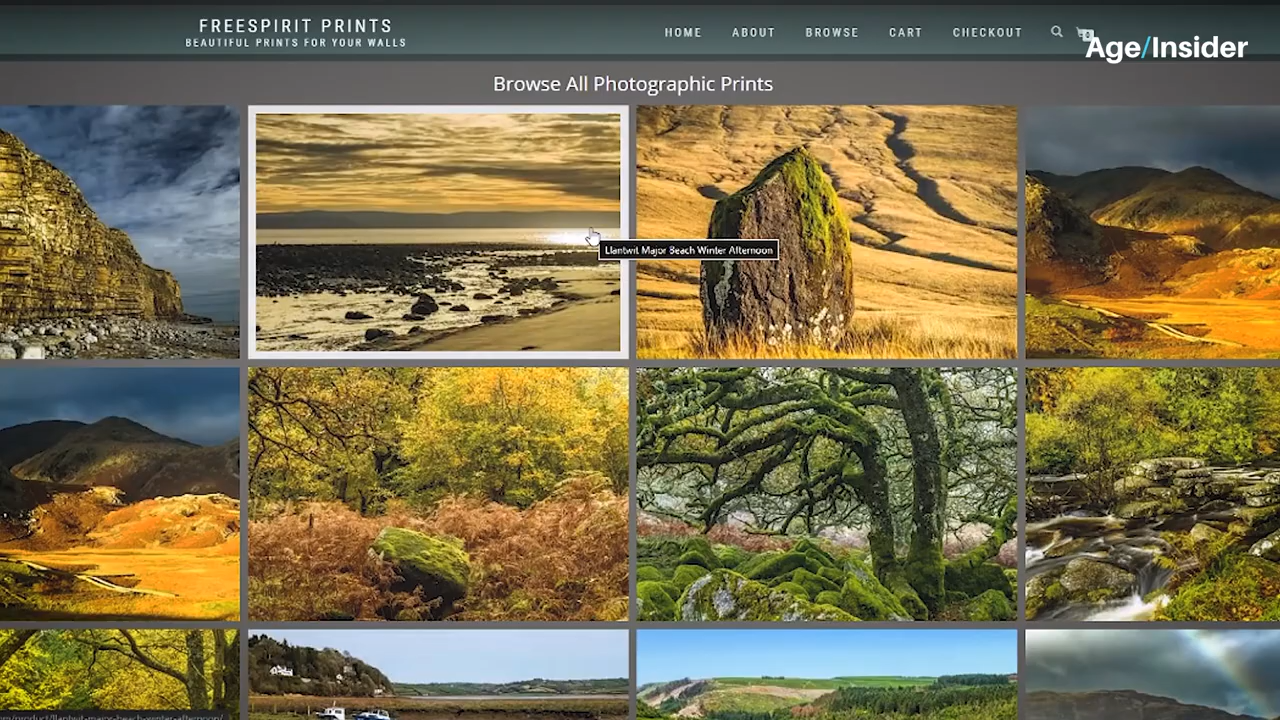 FREESPIRIT PRINTS
BEAUTIFUL PRINTS FOR YOUR WALLS
HOME
ABOUT
BROWSE
CART
CHECKOUT
Age/Insider
Browse All Photographic Prints
Llantwit Major Beach Winter Afternoon